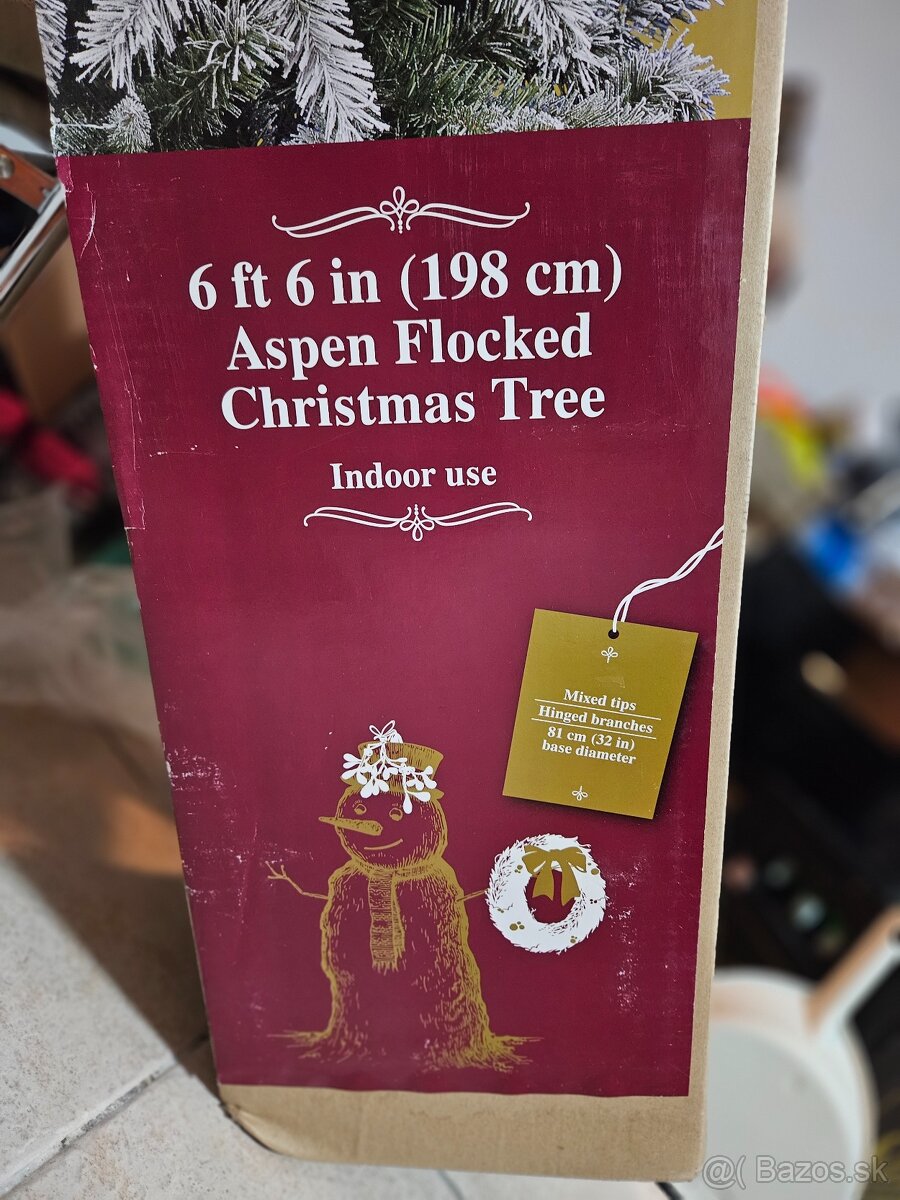 6 ft 6 in (198 cm)
Aspen Flocked
Christmas Tree
Indoor use
Mixed tips
Hinged branches
81 cm (32 in)
base diameter
@( Bazos.sk